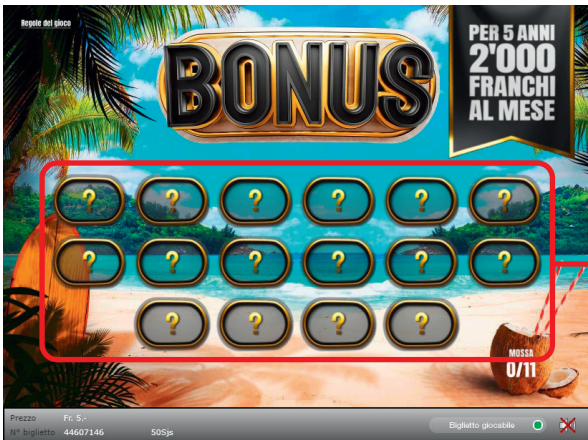 Regole del gioco
BONUS
PER 5 ANNI
2'000
FRANCHI
AL MESE
? ? ? ? ? ?
? ? ? ? ? ?
? ? ? ?
MOSSA
0/11
Prezzo Fr. 5.-
N° biglietto 44607146 50Sjs
Biglietto giocabile